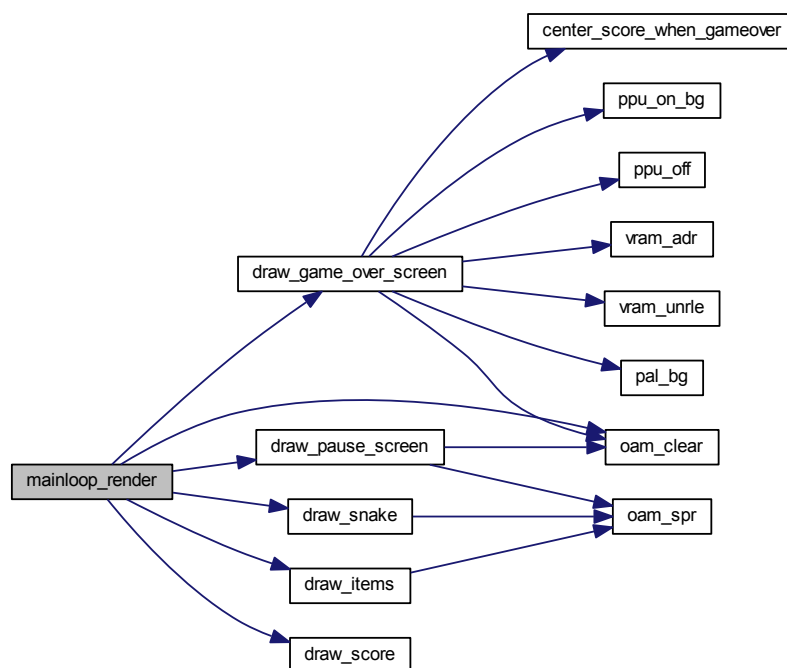 center_score_when_gameover
ppu_on_bg
ppu_off
vram_adr
draw_game_over_screen
vram_unrle
pal_bg
draw_pause_screen
oam_clear
mainloop_render
draw_snake
oam_spr
draw_items
draw_score